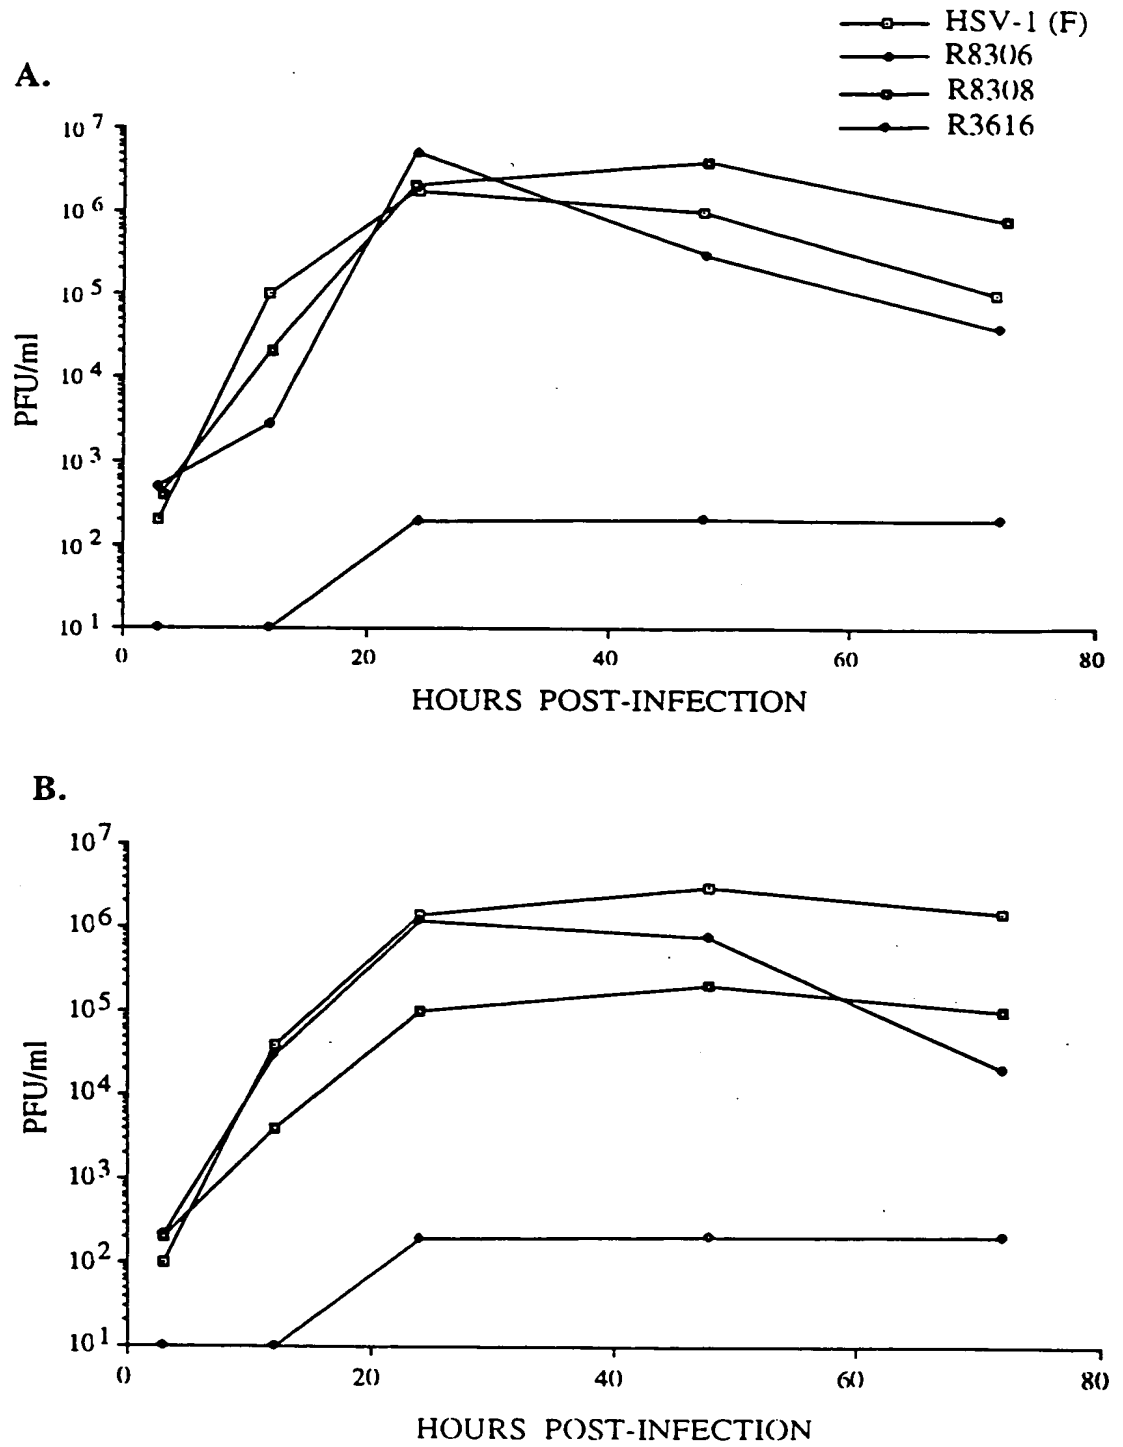 HSV-1 (F)
R8306
R8308
R3616
A.
10^7
10^6
10^5
10^4
10^3
10^2
10^1
PFU/ml
0 20 40 60 80
HOURS POST-INFECTION
B.
10^7
10^6
10^5
10^4
10^3
10^2
10^1
PFU/ml
0 20 40 60 80
HOURS POST-INFECTION